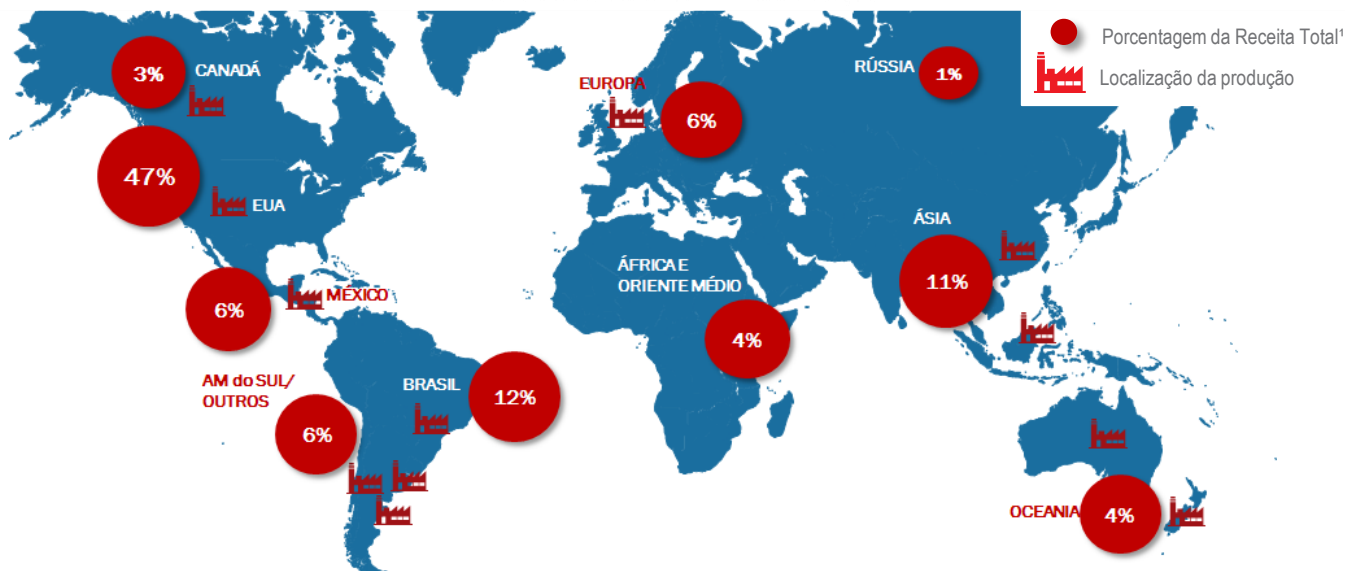 Porcentagem da Receita Total¹
Localização da produção
3%
CANADÁ
47%
EUA
6%
MEXICO
AM do SUL/
OUTROS
6%
BRASIL
12%
EUROPA
6%
RÚSSIA
1%
ÁFRICA E
ORIENTE MÉDIO
4%
ÁSIA
11%
OCEANIA
4%